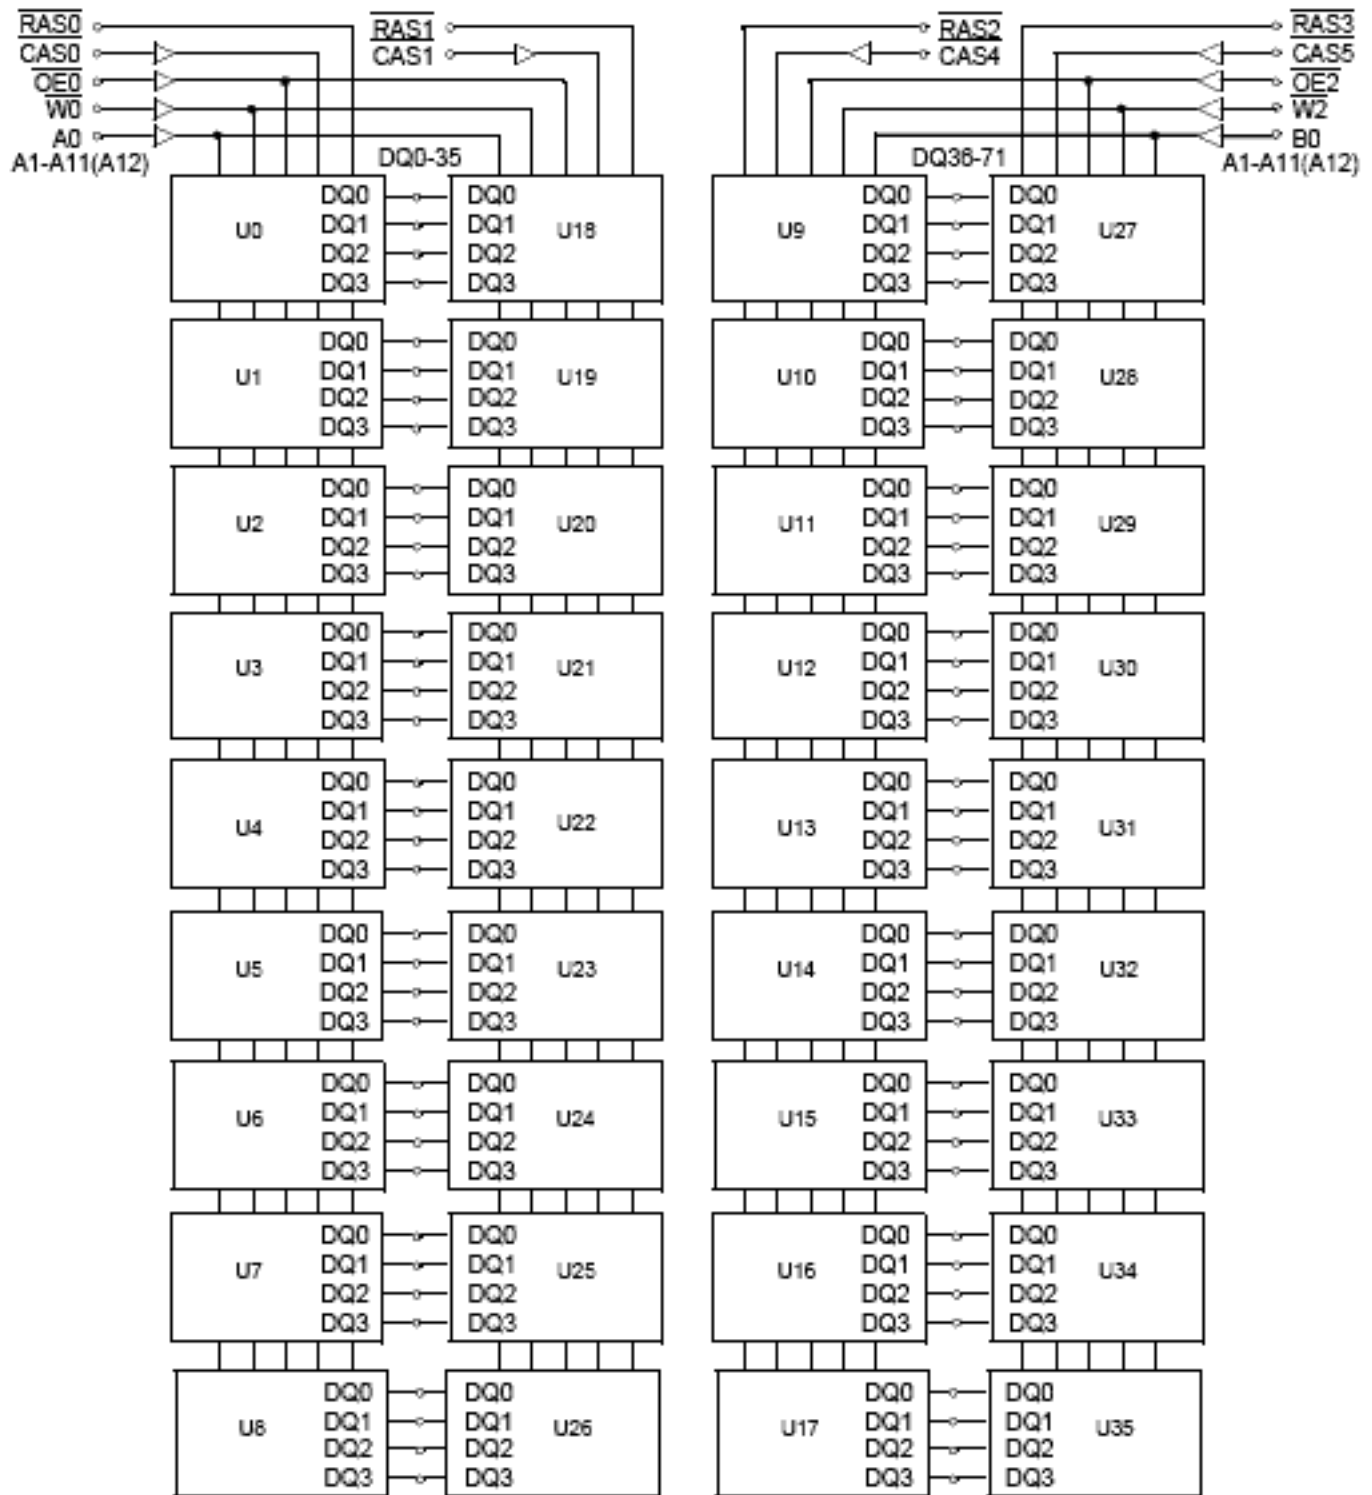 RAS0 RAS1 RAS2 RAS3
CAS0 CAS1 CAS4 CAS5
OE0 OE2
W0 W2
A0 B0
A1-A11(A12) DQ0-35 DQ36-71 A1-A11(A12)
DQ0 DQ0 DQ0 DQ0
U0 DQ1 DQ1 U18 U9 DQ1 DQ1 U27
DQ2 DQ2 DQ2 DQ2
DQ3 DQ3 DQ3 DQ3
DQ0 DQ0 DQ0 DQ0
U1 DQ1 DQ1 U19 U10 DQ1 DQ1 U28
DQ2 DQ2 DQ2 DQ2
DQ3 DQ3 DQ3 DQ3
DQ0 DQ0 DQ0 DQ0
U2 DQ1 DQ1 U20 U11 DQ1 DQ1 U29
DQ2 DQ2 DQ2 DQ2
DQ3 DQ3 DQ3 DQ3
DQ0 DQ0 DQ0 DQ0
U3 DQ1 DQ1 U21 U12 DQ1 DQ1 U30
DQ2 DQ2 DQ2 DQ2
DQ3 DQ3 DQ3 DQ3
DQ0 DQ0 DQ0 DQ0
U4 DQ1 DQ1 U22 U13 DQ1 DQ1 U31
DQ2 DQ2 DQ2 DQ2
DQ3 DQ3 DQ3 DQ3
DQ0 DQ0 DQ0 DQ0
U5 DQ1 DQ1 U23 U14 DQ1 DQ1 U32
DQ2 DQ2 DQ2 DQ2
DQ3 DQ3 DQ3 DQ3
DQ0 DQ0 DQ0 DQ0
U6 DQ1 DQ1 U24 U15 DQ1 DQ1 U33
DQ2 DQ2 DQ2 DQ2
DQ3 DQ3 DQ3 DQ3
DQ0 DQ0 DQ0 DQ0
U7 DQ1 DQ1 U25 U16 DQ1 DQ1 U34
DQ2 DQ2 DQ2 DQ2
DQ3 DQ3 DQ3 DQ3
DQ0 DQ0 DQ0 DQ0
U8 DQ1 DQ1 U26 U17 DQ1 DQ1 U35
DQ2 DQ2 DQ2 DQ2
DQ3 DQ3 DQ3 DQ3